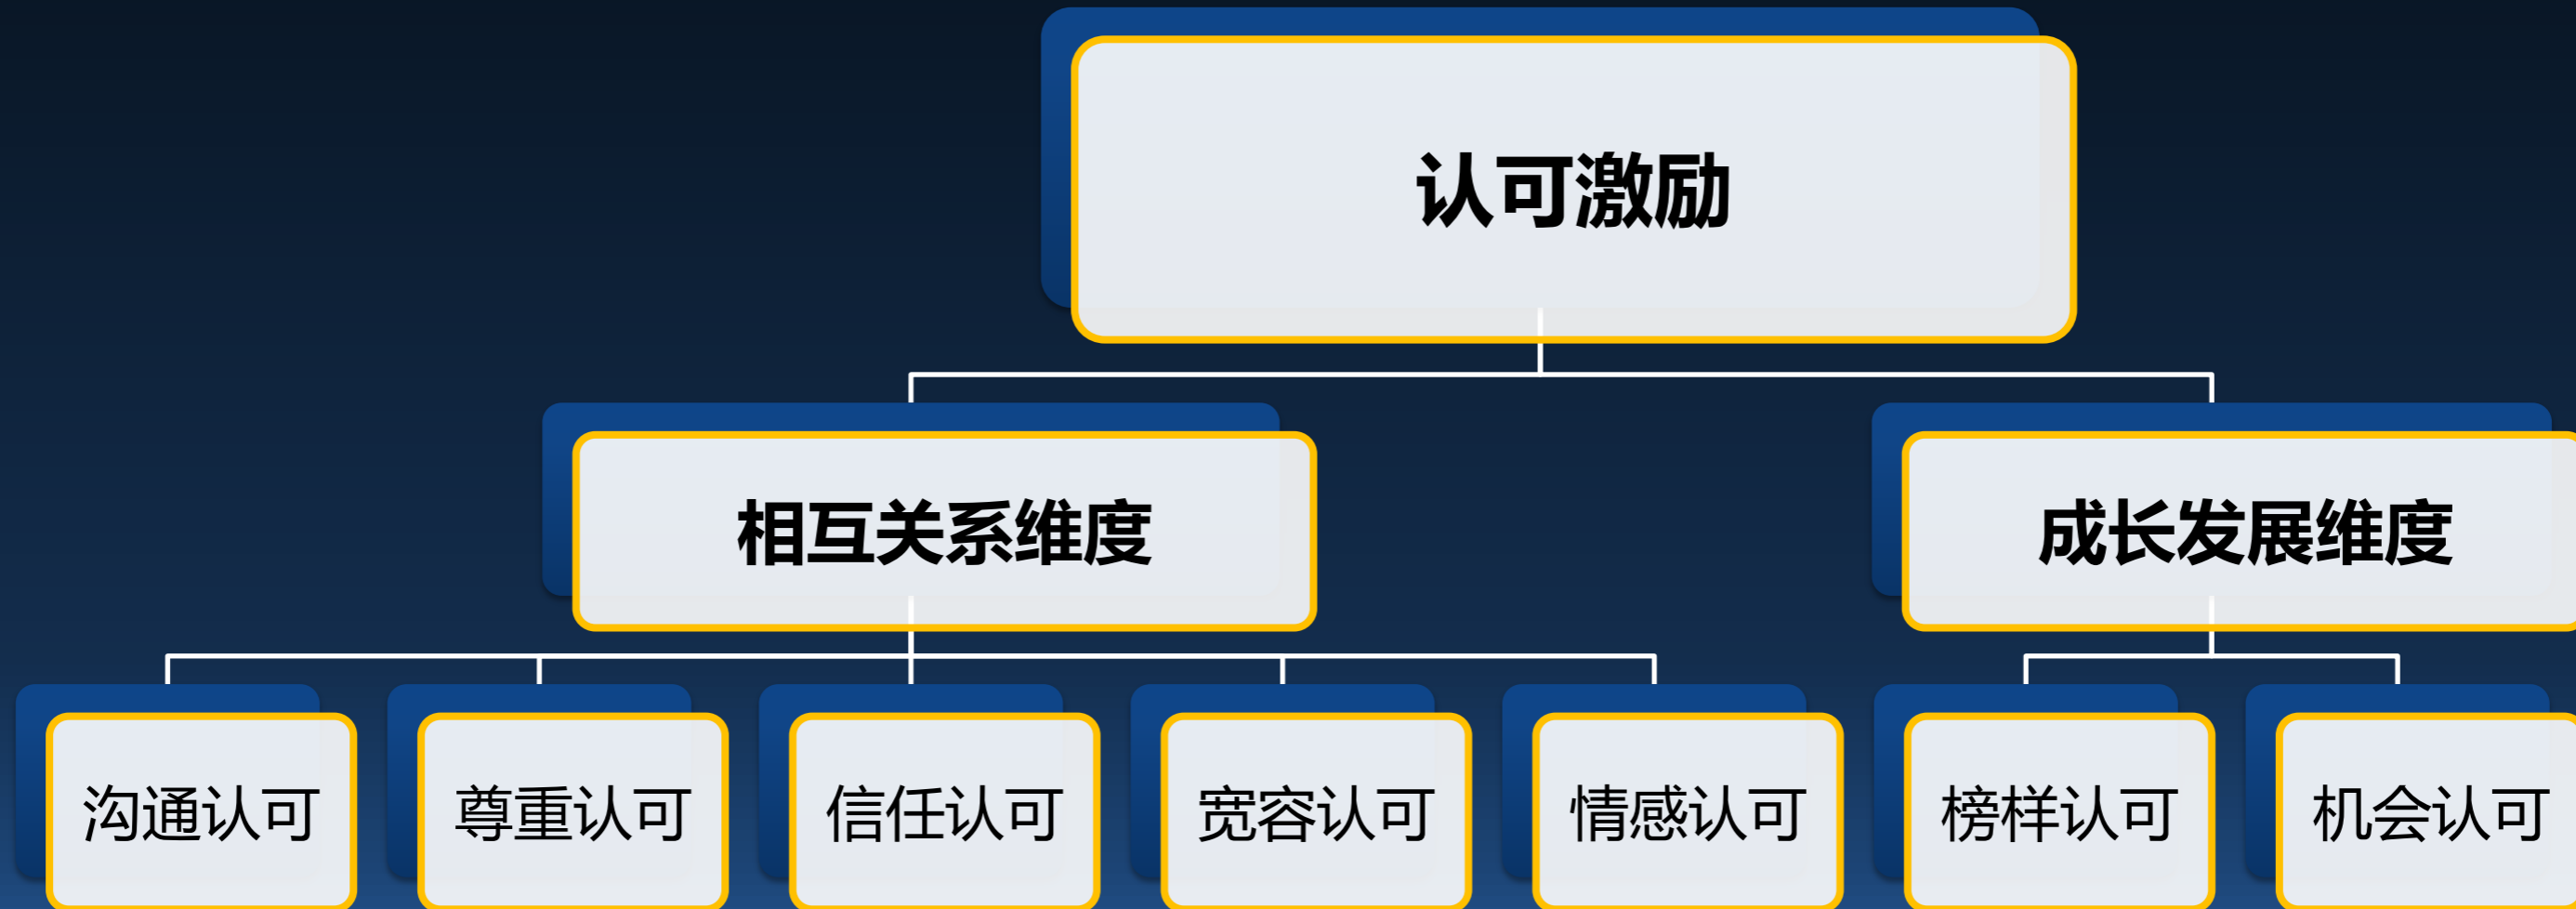 认可激励
相互关系维度
成长发展维度
沟通认可
尊重认可
信任认可
宽容认可
情感认可
榜样认可
机会认可